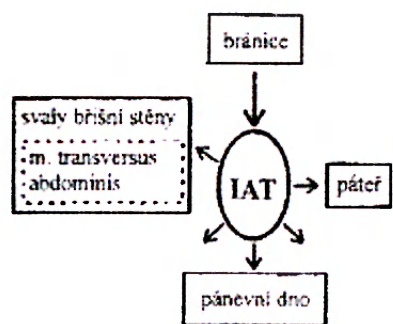 bránice
svaly břišní stěny
m. transversus
abdominis
IAT
páteř
pánevní dno